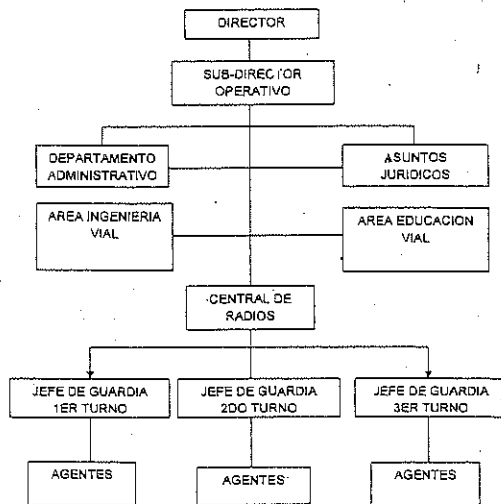 DIRECTOR
SUB-DIRECTOR
OPERATIVO
DEPARTAMENTO
ADMINISTRATIVO
ASUNTOS
JURIDICOS
AREA INGENIERIA
VIAL
AREA EDUCACION
VIAL
CENTRAL DE
RADIOS
JEFE DE GUARDIA
1ER TURNO
JEFE DE GUARDIA
2DO TURNO
JEFE DE GUARDIA
3ER TURNO
AGENTES
AGENTES
AGENTES